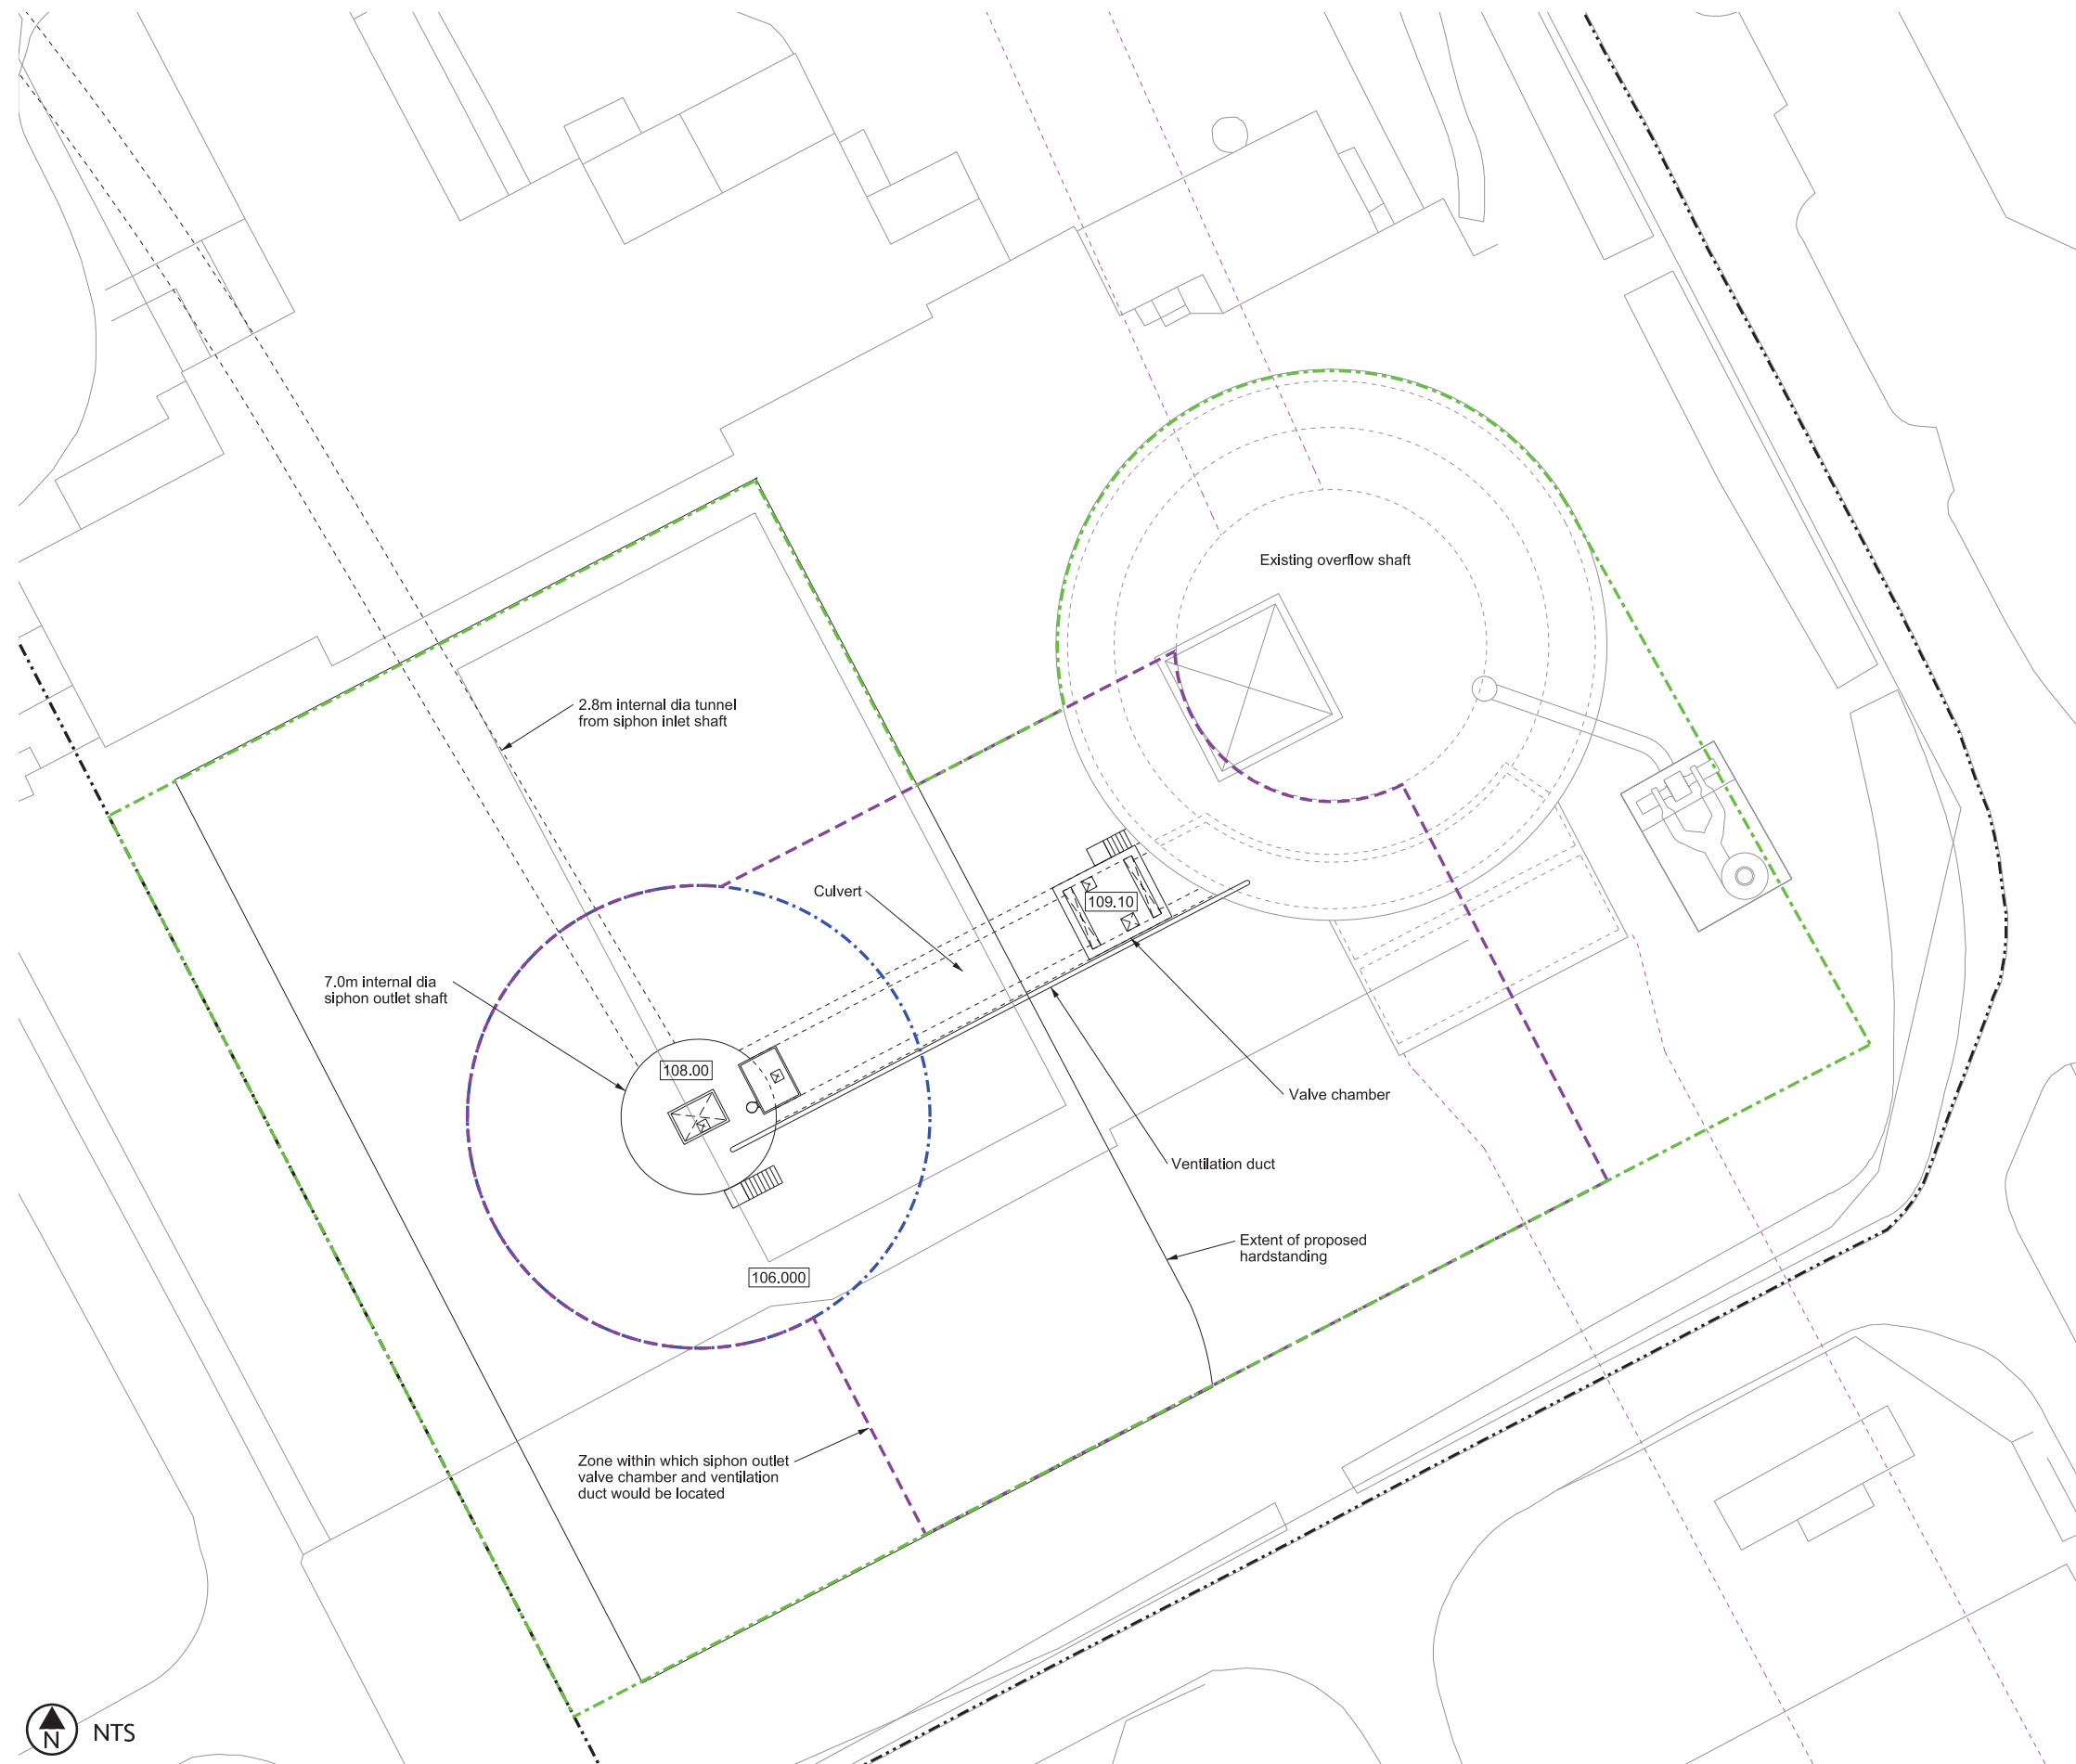 Existing overflow shaft
2.8m internal dia tunnel
from siphon inlet shaft
Culvert
109.10
7.0m internal dia
siphon outlet shaft
108.00
Valve chamber
Ventilation duct
Extent of proposed
hardstanding
106.000
Zone within which siphon outlet
valve chamber and ventilation
duct would be located
N
NTS